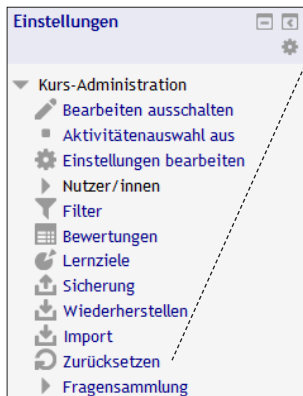 Einstellungen
Kurs-Administration
Bearbeiten ausschalten
Aktivitätenauswahl aus
Einstellungen bearbeiten
Nutzer/innen
Filter
Bewertungen
Lernziele
Sicherung
Wiederherstellen
Import
Zurücksetzen
Fragensammlung